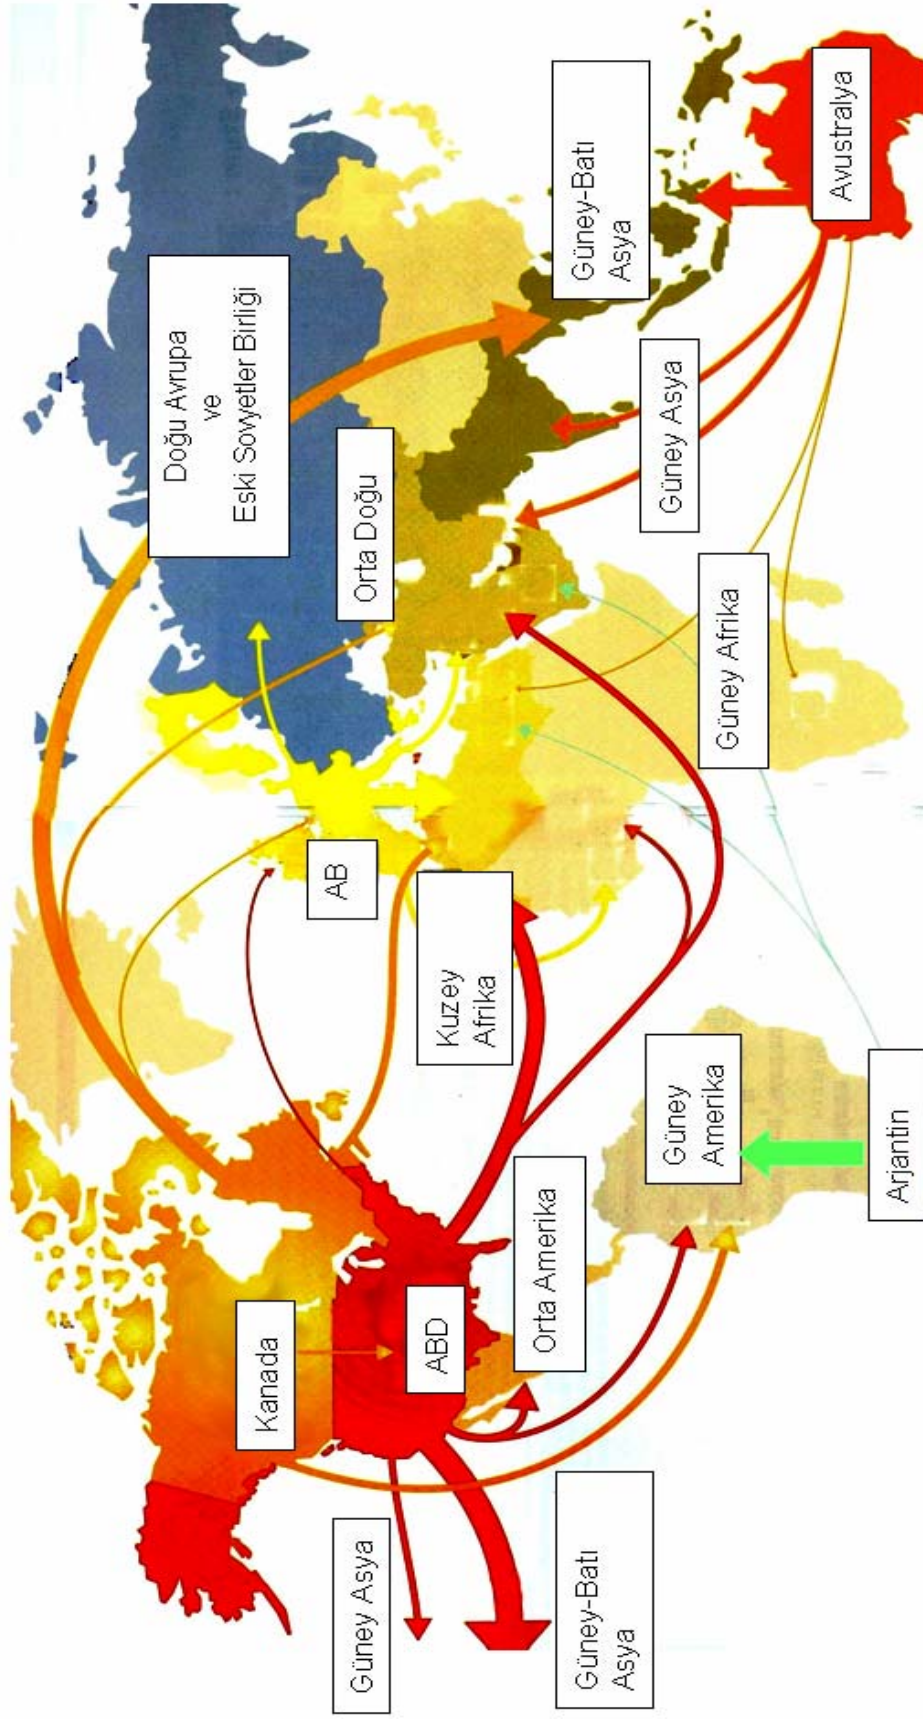 Kanada
ABD
Güney Asya
Güney-Batı
Asya
Orta Amerika
Güney
Amerika
Arjantin
AB
Kuzey
Afrika
Doğu Avrupa
ve
Eski Sovyetler Birliği
Orta Doğu
Güney Afrika
Güney Asya
Güney-Batı
Asya
Avustralya